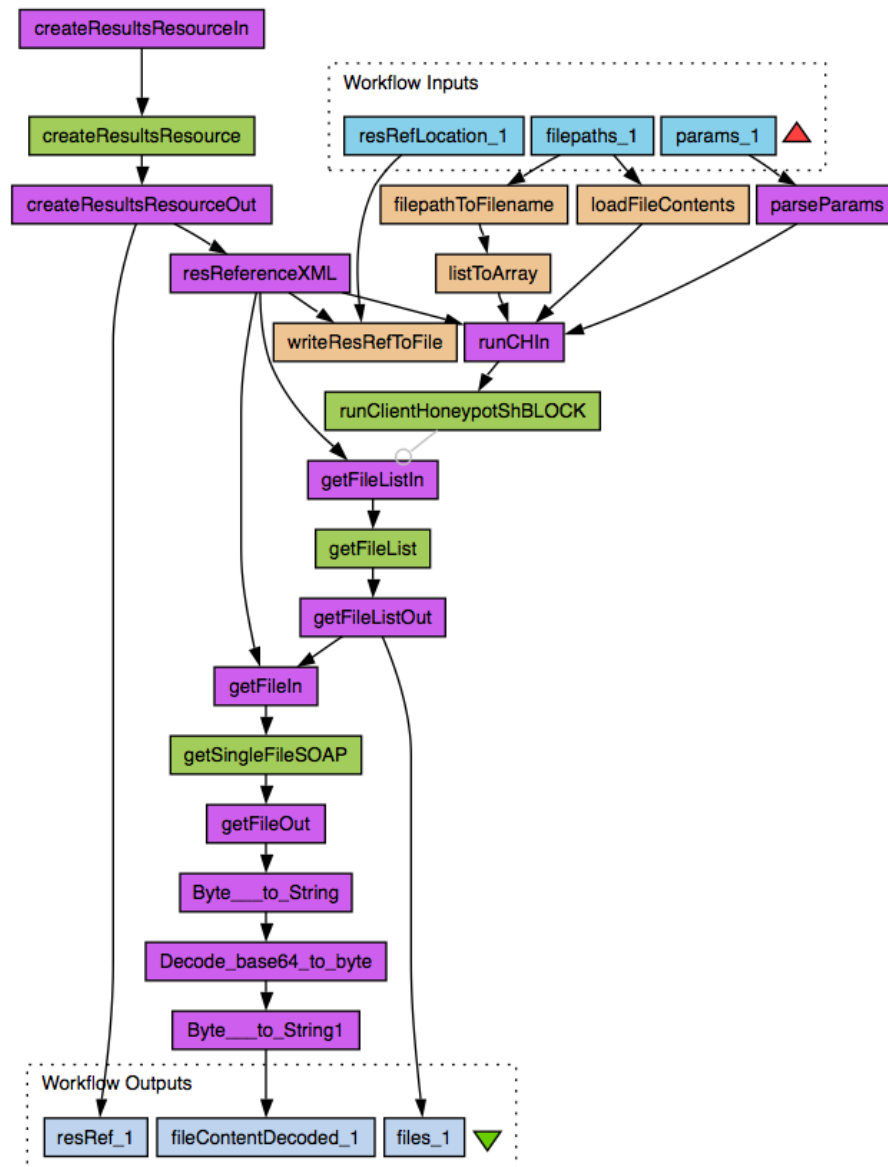 createResultsResourceIn
Workflow Inputs
createResultsResource
resRefLocation_1
filepaths_1
params_1
createResultsResourceOut
filepathToFilename
loadFileContents
parseParams
resReferenceXML
listToArray
writeResRefToFile
runCHIn
runClientHoneypotShBLOCK
getFileListIn
getFileList
getFileListOut
getFileIn
getSingleFileSOAP
getFileOut
Byte___to_String
Decode_base64_to_byte
Byte___to_String1
Workflow Outputs
resRef_1
fileContentDecoded_1
files_1